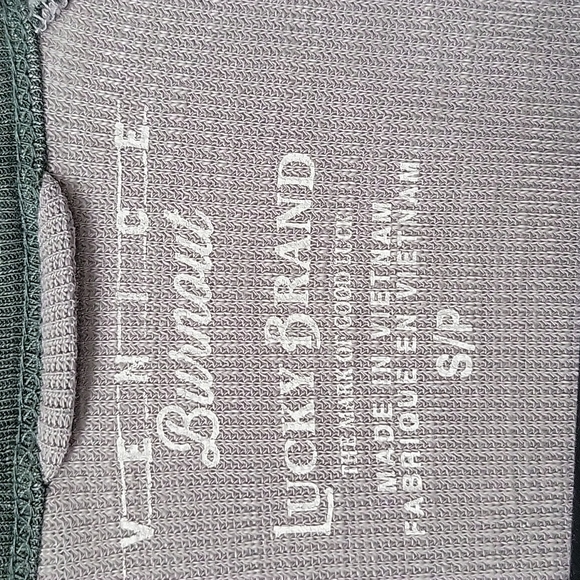 VENICE
Burnout
LUCKY BRAND
THE MARK OF GOOD LUCK
MADE IN VIETNAM
FABRIQUE EN VIETNAM
S/P